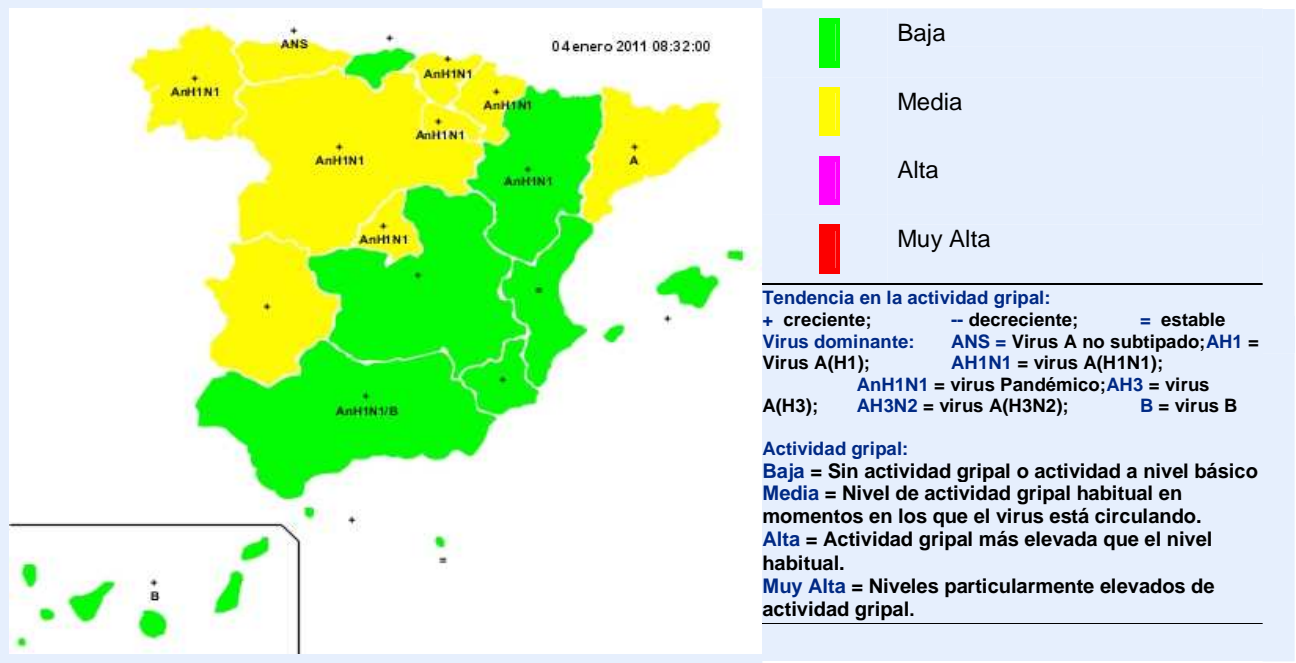 04 enero 2011 08:32:00
+
ANS
+
+
AnH1N1
+
AnH1N1
+
AnH1N1
+
AnH1N1
+
AnH1N1
+
A
+
AnH1N1
+
AnH1N1
+
+
=
+
+
+
AnH1N1/B
+
=
+
B
Baja
Media
Alta
Muy Alta
Tendencia en la actividad gripal:
+ creciente; -- decreciente; = estable
Virus dominante: ANS = Virus A no subtipado;AH1 =
Virus A(H1); AH1N1 = virus A(H1N1);
AnH1N1 = virus Pandémico;AH3 = virus
A(H3); AH3N2 = virus A(H3N2); B = virus B
Actividad gripal:
Baja = Sin actividad gripal o actividad a nivel básico
Media = Nivel de actividad gripal habitual en
momentos en los que el virus está circulando.
Alta = Actividad gripal más elevada que el nivel
habitual.
Muy Alta = Niveles particularmente elevados de
actividad gripal.